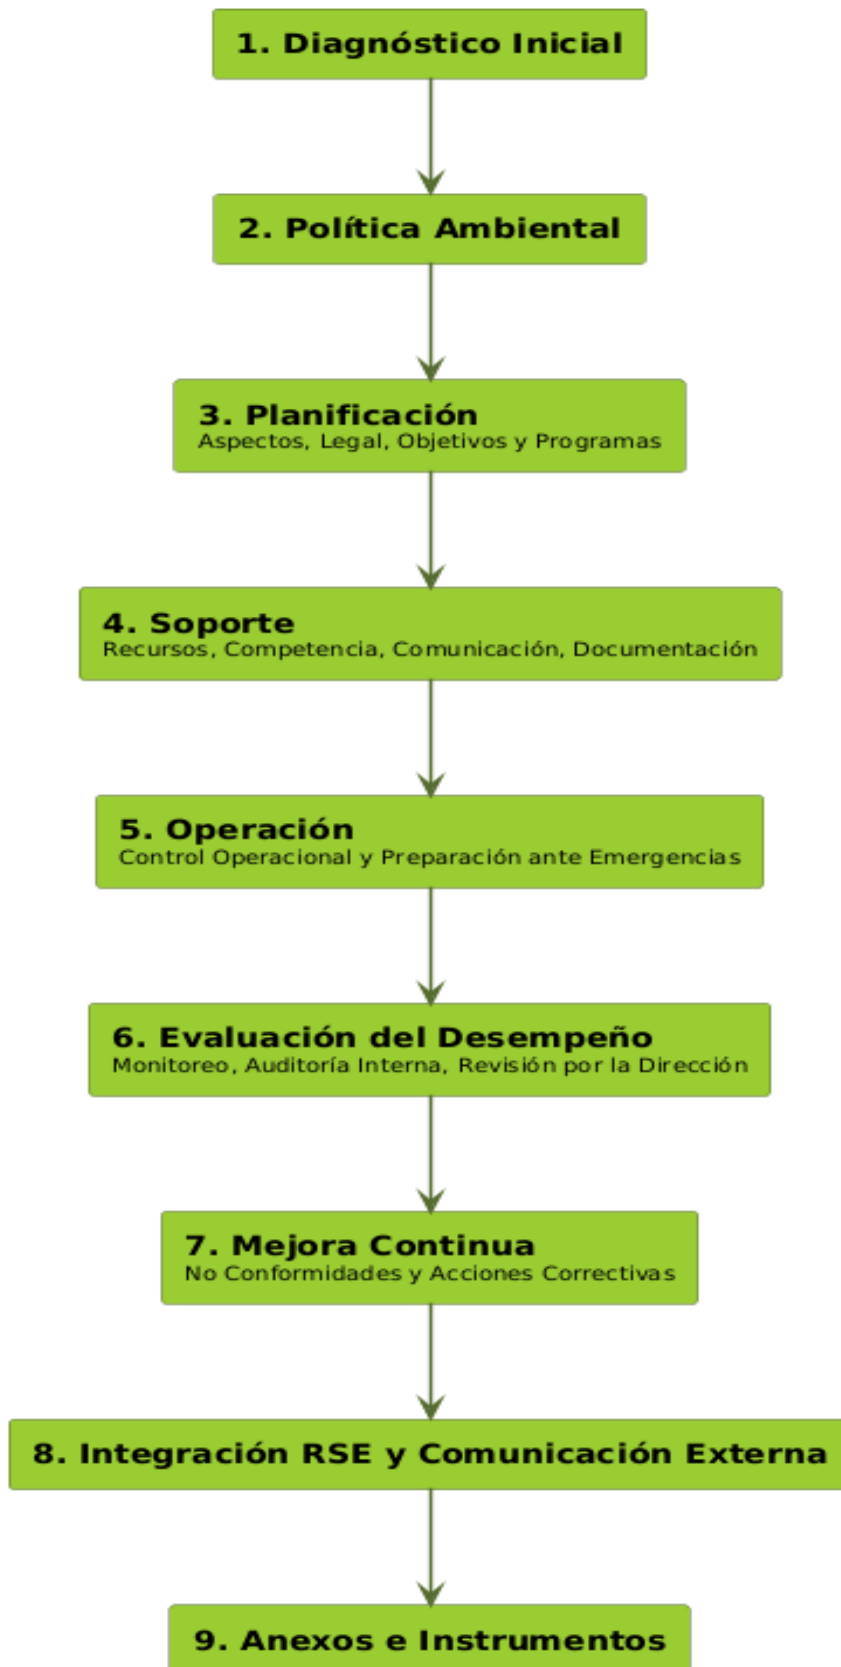 1. Diagnóstico Inicial
2. Política Ambiental
3. Planificación
Aspectos, Legal, Objetivos y Programas
4. Soporte
Recursos, Competencia, Comunicación, Documentación
5. Operación
Control Operacional y Preparación ante Emergencias
6. Evaluación del Desempeño
Monitoreo, Auditoría Interna, Revisión por la Dirección
7. Mejora Continua
No Conformidades y Acciones Correctivas
8. Integración RSE y Comunicación Externa
9. Anexos e Instrumentos